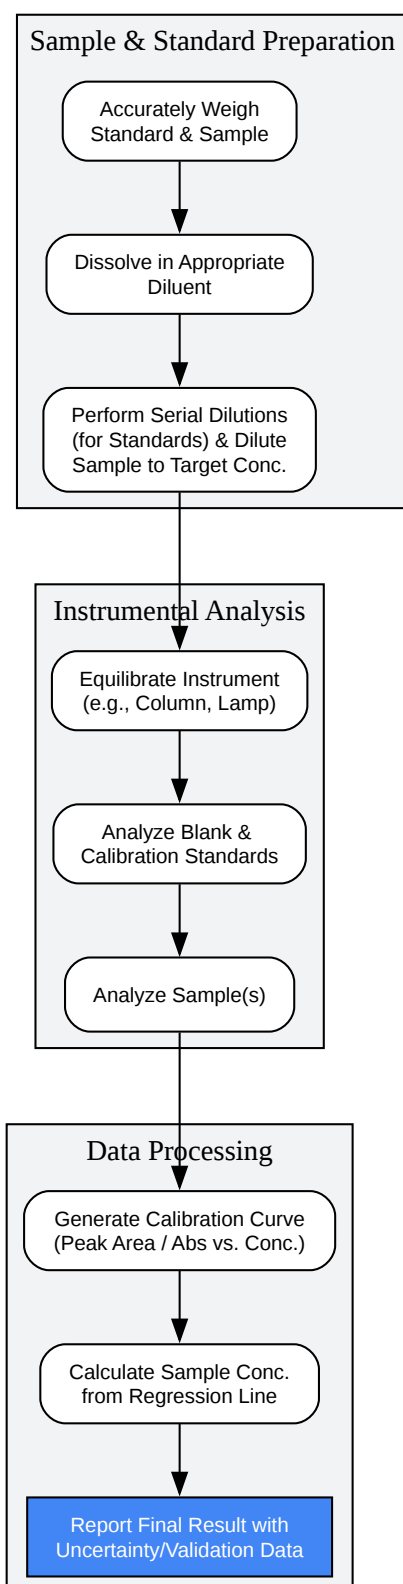 Sample & Standard Preparation
Accurately Weigh
Standard & Sample
Dissolve in Appropriate
Diluent
Perform Serial Dilutions
(for Standards) & Dilute
Sample to Target Conc.
Instrumental Analysis
Equilibrate Instrument
(e.g., Column, Lamp)
Analyze Blank &
Calibration Standards
Analyze Sample(s)
Data Processing
Generate Calibration Curve
(Peak Area / Abs vs. Conc.)
Calculate Sample Conc.
from Regression Line
Report Final Result with
Uncertainty/Validation Data